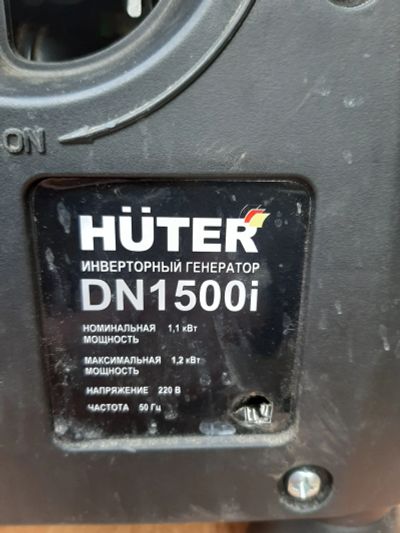 ON
HÜTER
ИНВЕРТОРНЫЙ ГЕНЕРАТОР
DN1500i
НОМИНАЛЬНАЯ 1,1 кВт
МОЩНОСТЬ
МАКСИМАЛЬНАЯ 1,2 кВт
МОЩНОСТЬ
НАПРЯЖЕНИЕ 220 В
ЧАСТОТА 50 Гц